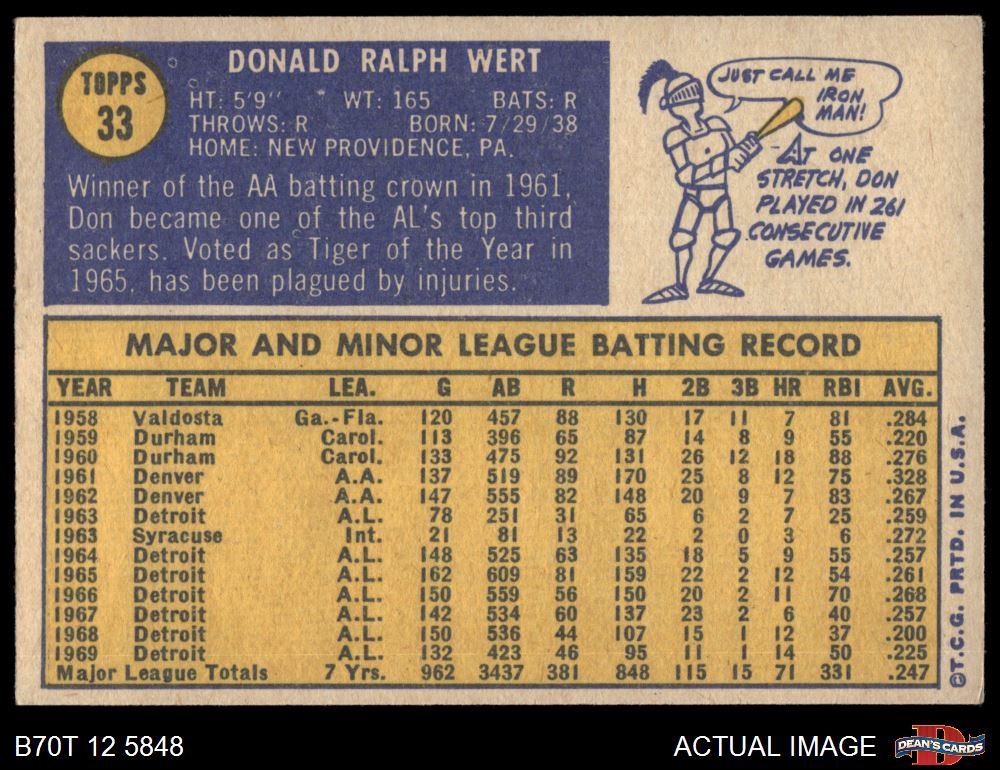 TOPPS
33
DONALD RALPH WERT
HT: 5'9" WT: 165 BATS: R
THROWS: R BORN: 7/29/38
HOME: NEW PROVIDENCE, PA.
Winner of the AA batting crown in 1961,
Don became one of the AL's top third
sackers. Voted as Tiger of the Year in
1965, has been plagued by injuries.
JUST CALL ME
IRON
MAN!
AT ONE
STRETCH, DON
PLAYED IN 261
CONSECUTIVE
GAMES.
MAJOR AND MINOR LEAGUE BATTING RECORD
YEAR TEAM LEA. G AB R H 2B 3B HR RBI AVG.
1958 Valdosta Ga.-Fla. 120 457 88 130 17 11 7 81 .284
1959 Durham Carol. 113 396 65 87 14 8 9 55 .220
1960 Durham Carol. 133 475 92 131 26 12 18 88 .276
1961 Denver A.A. 137 519 89 170 25 8 12 75 .328
1962 Denver A.A. 147 555 82 148 20 9 7 83 .267
1963 Detroit A.L. 78 251 31 65 6 2 7 25 .259
1963 Syracuse Int. 21 81 13 22 2 0 3 6 .272
1964 Detroit A.L. 148 525 63 135 18 5 9 55 .257
1965 Detroit A.L. 162 609 81 159 22 2 12 54 .261
1966 Detroit A.L. 150 559 56 150 20 2 11 70 .268
1967 Detroit A.L. 142 534 60 137 23 2 6 40 .257
1968 Detroit A.L. 150 536 44 107 15 1 12 37 .200
1969 Detroit A.L. 132 423 46 95 11 1 14 50 .225
Major League Totals 7 Yrs. 962 3437 381 848 115 15 71 331 .247
©T.C.G. PRTD. IN U.S.A.
B70T 12 5848
ACTUAL IMAGE
D
DEAN'S CARDS